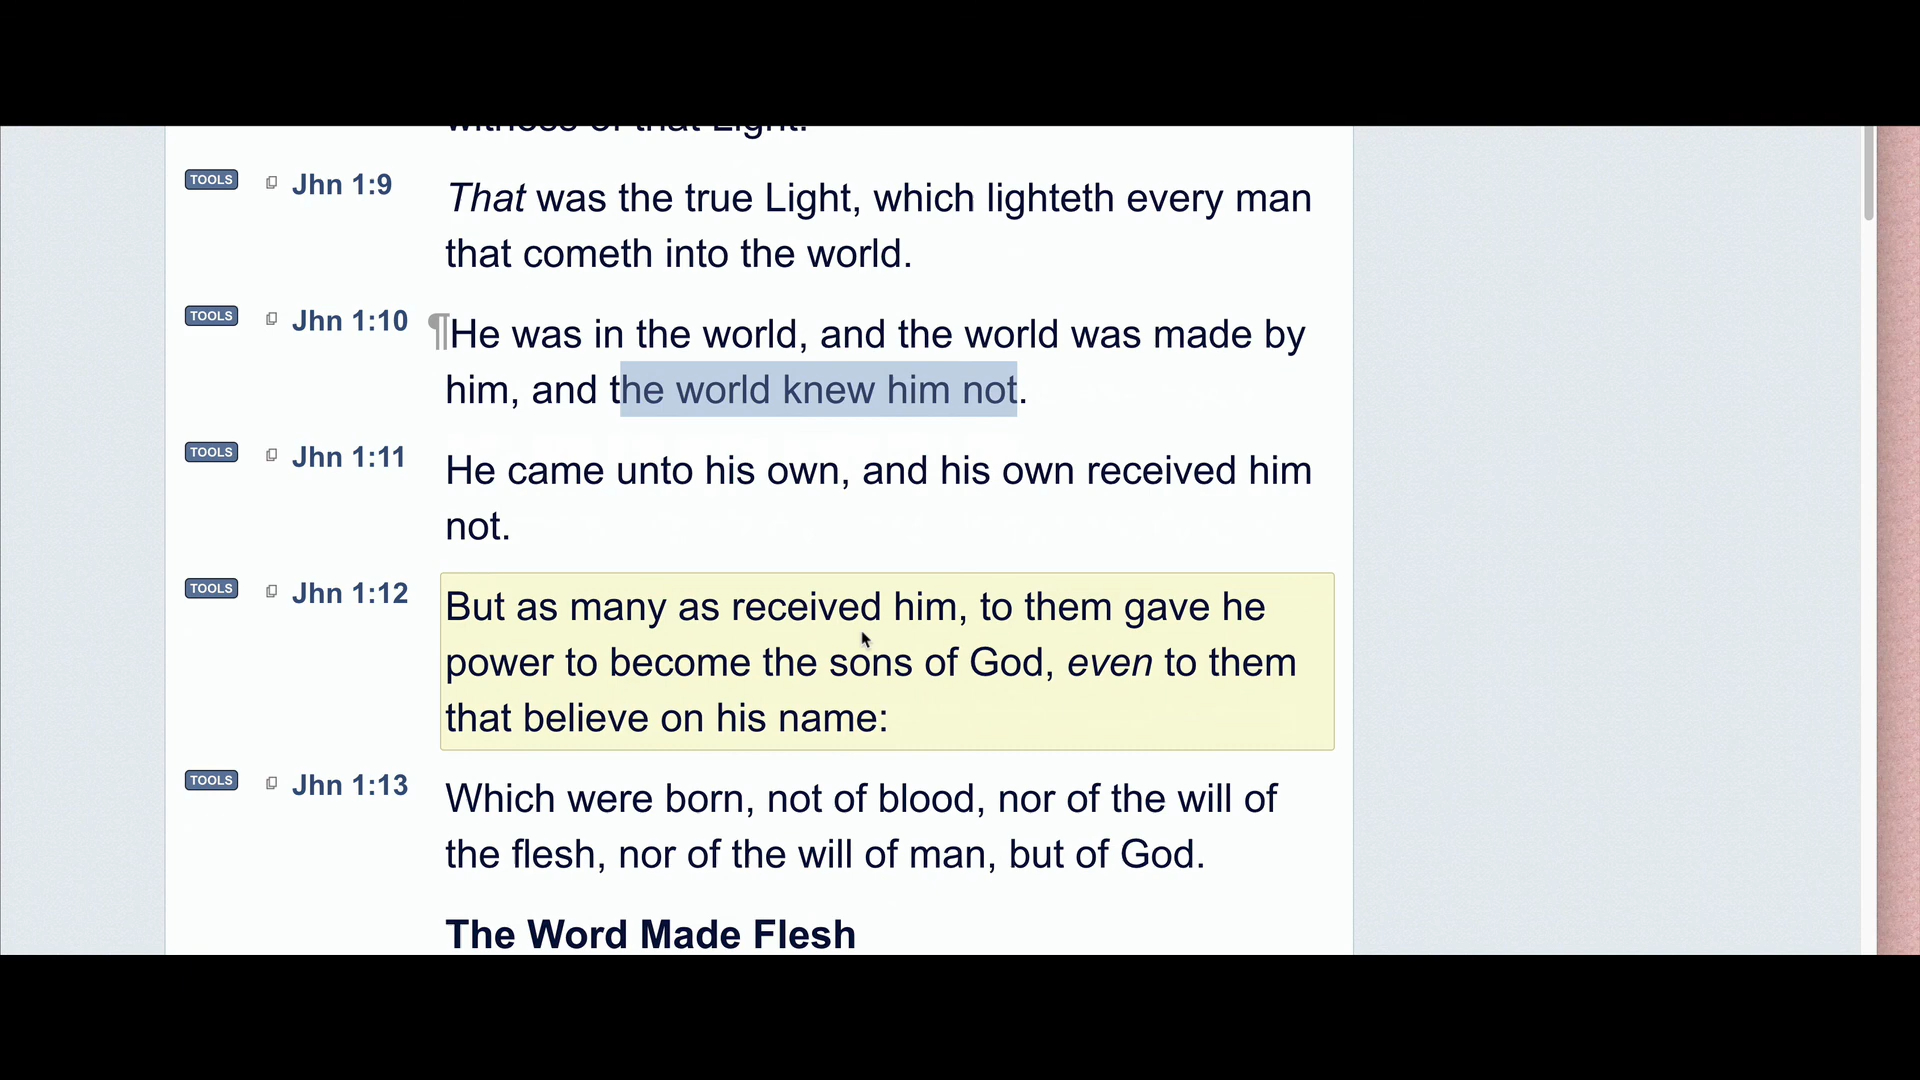 witness of that Light.
TOOLS Jhn 1:9 That was the true Light, which lighteth every man
that cometh into the world.
TOOLS Jhn 1:10 ¶He was in the world, and the world was made by
him, and the world knew him not.
TOOLS Jhn 1:11 He came unto his own, and his own received him
not.
TOOLS Jhn 1:12 But as many as received him, to them gave he
power to become the sons of God, even to them
that believe on his name:
TOOLS Jhn 1:13 Which were born, not of blood, nor of the will of
the flesh, nor of the will of man, but of God.
The Word Made Flesh